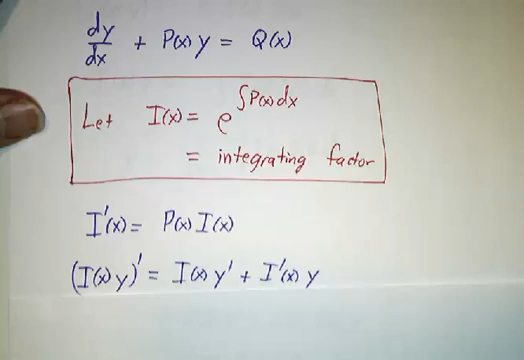 dy/dx + P(x) y = Q(x)
Let I(x) = e^∫P(x)dx
= integrating factor
I'(x) = P(x) I(x)
(I(x) y)' = I(x) y' + I'(x) y